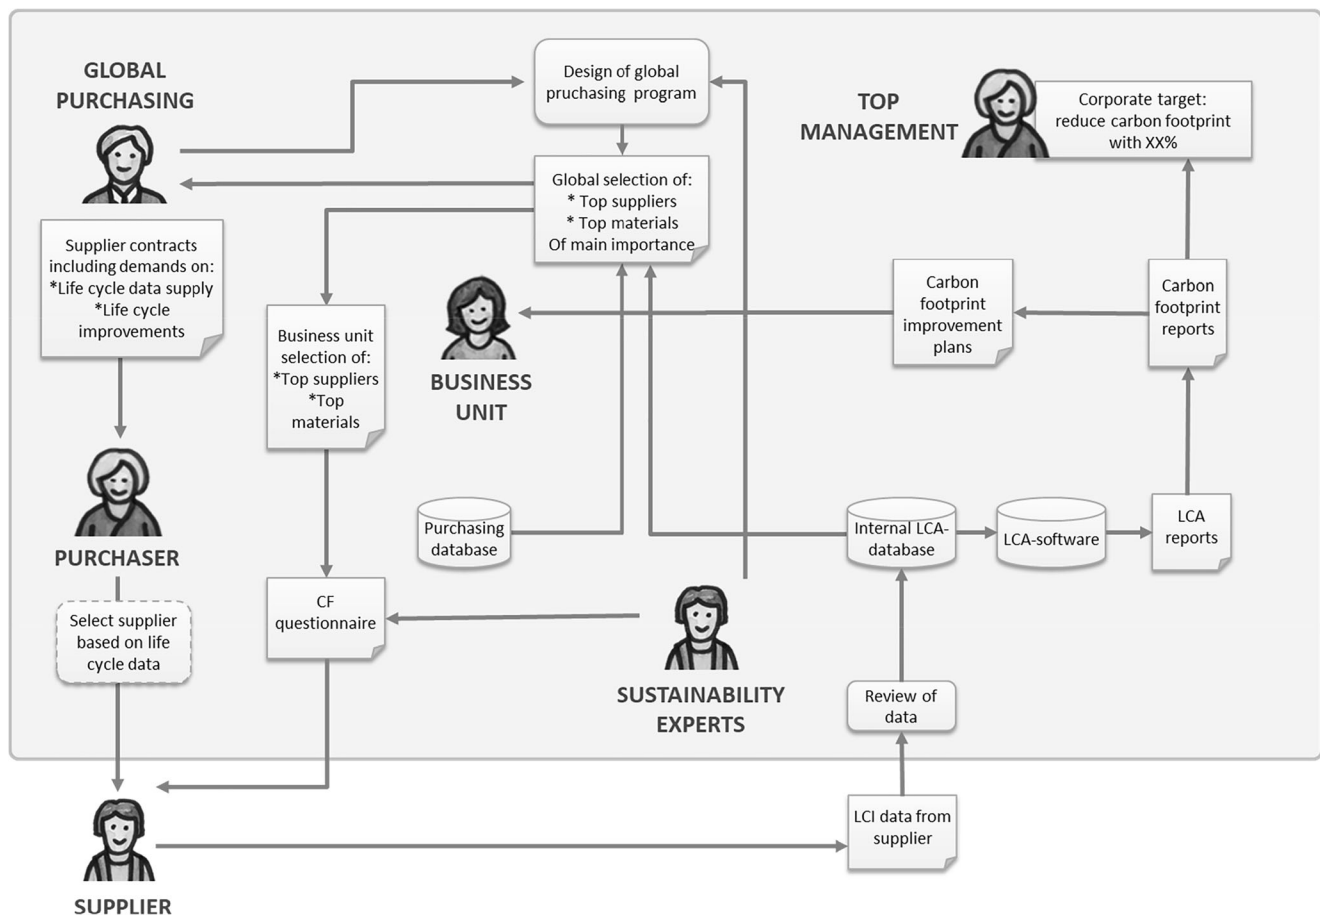 GLOBAL
PURCHASING
Design of global
pruchasing program
TOP
MANAGEMENT
Corporate target:
reduce carbon footprint
with XX%
Global selection of:
* Top suppliers
* Top materials
Of main importance
Supplier contracts
including demands on:
*Life cycle data supply
*Life cycle
improvements
Business unit
selection of:
*Top suppliers
*Top
materials
BUSINESS
UNIT
Carbon
footprint
improvement
plans
Carbon
footprint
reports
PURCHASER
Purchasing
database
Internal LCA-
database
LCA-software
LCA
reports
Select supplier
based on life
cycle data
CF
questionnaire
SUSTAINABILITY
EXPERTS
Review of
data
LCI data from
supplier
SUPPLIER